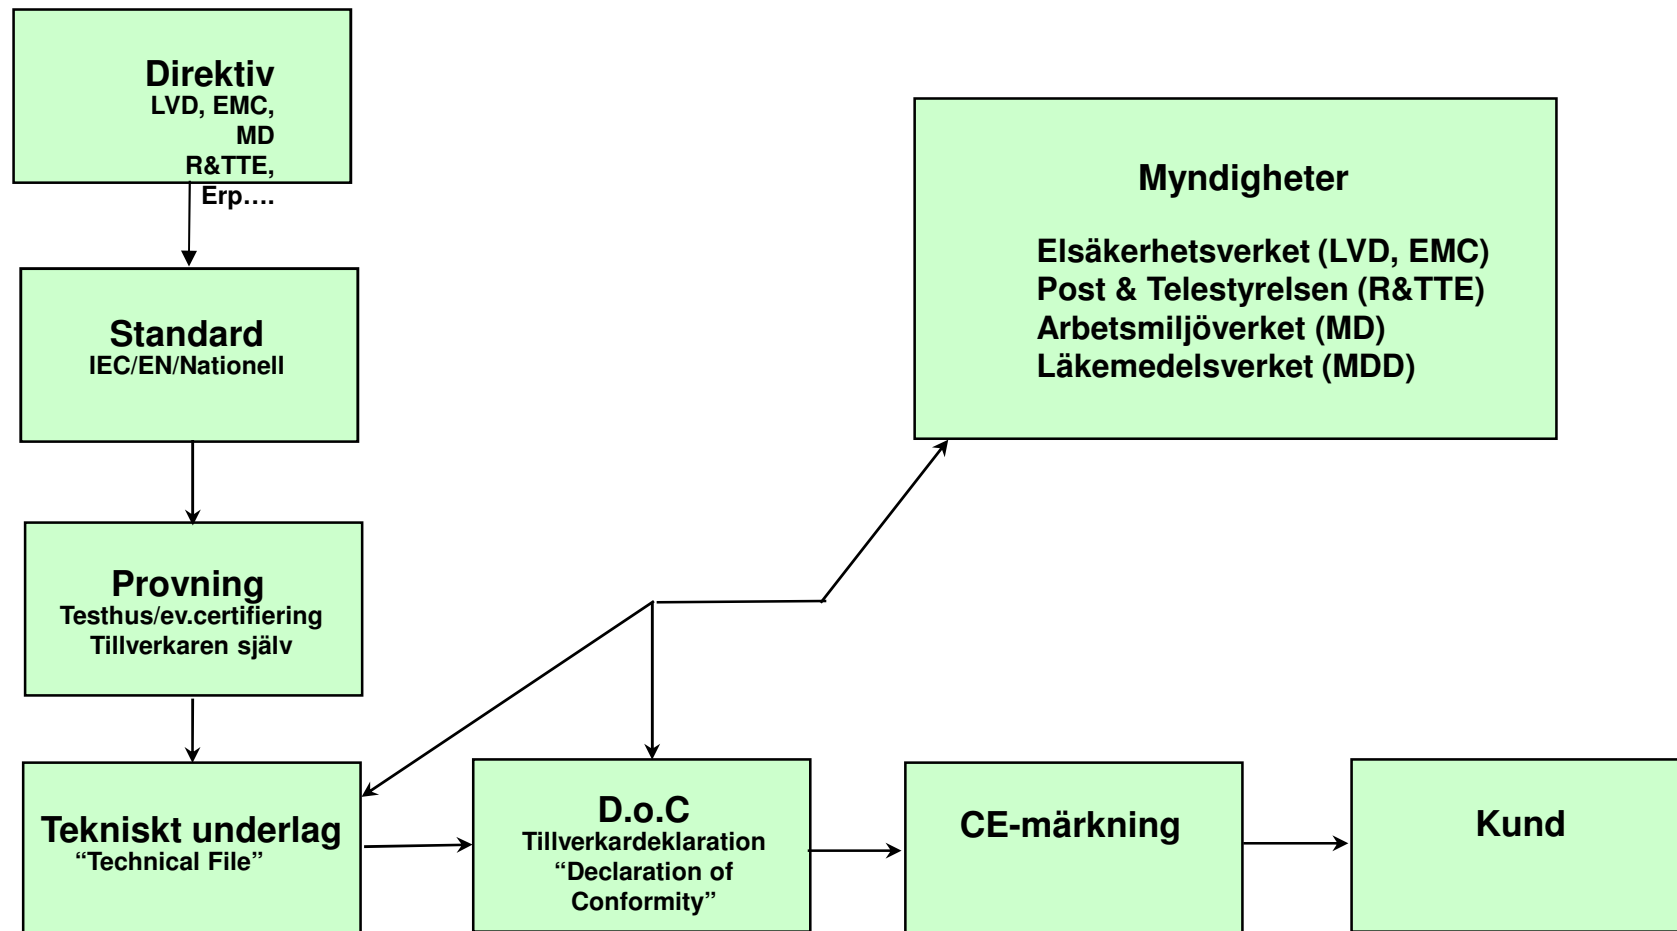 Direktiv
LVD, EMC,
MD
R&TTE,
Erp....
Myndigheter
Elsäkerhetsverket (LVD, EMC)
Post & Telestyrelsen (R&TTE)
Arbetsmiljöverket (MD)
Läkemedelsverket (MDD)
Standard
IEC/EN/Nationell
Provning
Testhus/ev.certifiering
Tillverkaren själv
Tekniskt underlag
“Technical File”
D.o.C
Tillverkardeklaration
“Declaration of
Conformity”
CE-märkning
Kund